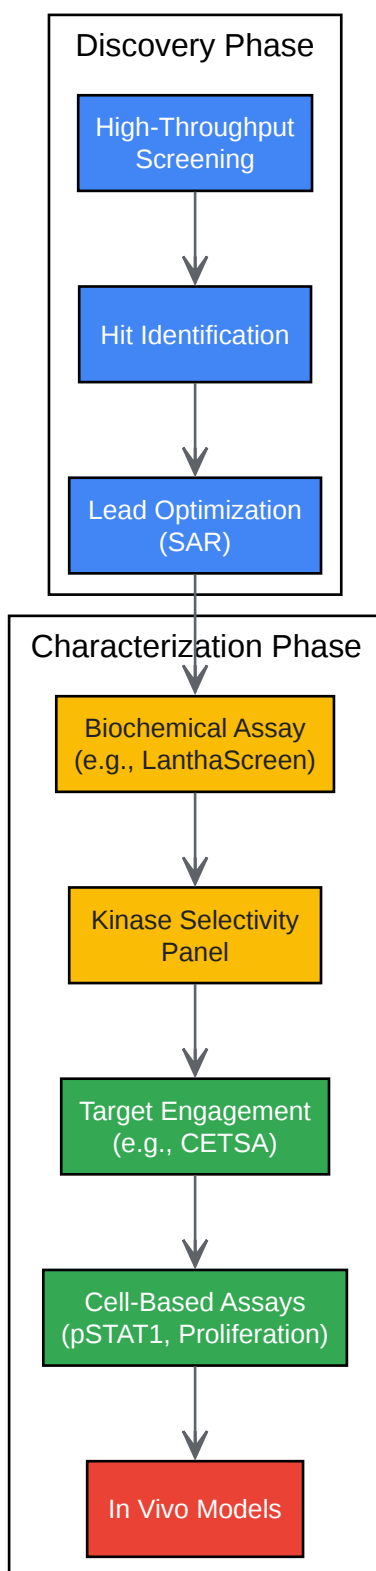 Discovery Phase
High-Throughput
Screening
Hit Identification
Lead Optimization
(SAR)
Characterization Phase
Biochemical Assay
(e.g., LanthaScreen)
Kinase Selectivity
Panel
Target Engagement
(e.g., CETSA)
Cell-Based Assays
(pSTAT1, Proliferation)
In Vivo Models